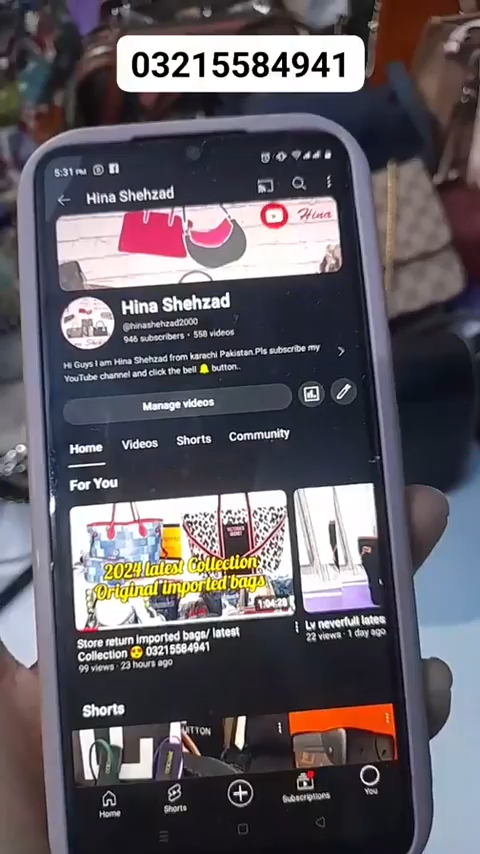 03215584941
5:31 PM
Hina Shehzad
Hina
Hina Shehzad
@hinashehzad2000
946 subscribers • 558 videos
Hi Guys I am Hina Shehzad from karachi Pakistan.Pls subscribe my
YouTube channel and click the bell 🔔 button..
Manage videos
Home Videos Shorts Community
For You
VICTORIA'S SECRET
2024 latest Collection
Original imported bags
1:04:28
Store return imported bags/ latest
Collection 😍 03215584941
99 views · 23 hours ago
Lv neverfull lates
22 views · 1 day ago
Shorts
UITTON
Home Shorts Subscriptions You